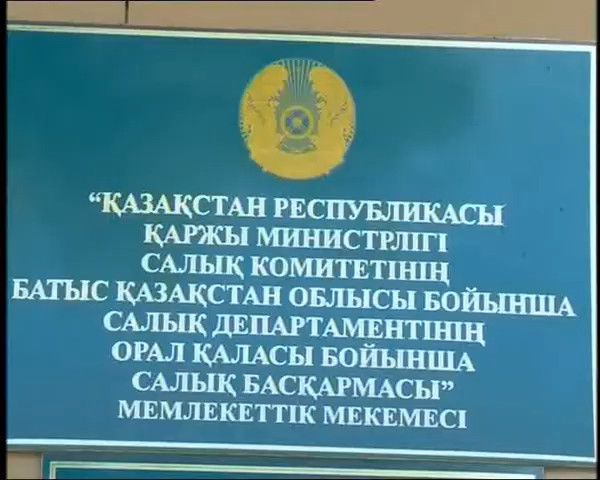 “ҚАЗАҚСТАН РЕСПУБЛИКАСЫ
ҚАРЖЫ МИНИСТРЛІГІ
САЛЫҚ КОМИТЕТІНІҢ
БАТЫС ҚАЗАҚСТАН ОБЛЫСЫ БОЙЫНША
САЛЫҚ ДЕПАРТАМЕНТІНІҢ
ОРАЛ ҚАЛАСЫ БОЙЫНША
САЛЫҚ БАСҚАРМАСЫ”
МЕМЛЕКЕТТІК МЕКЕМЕСІ